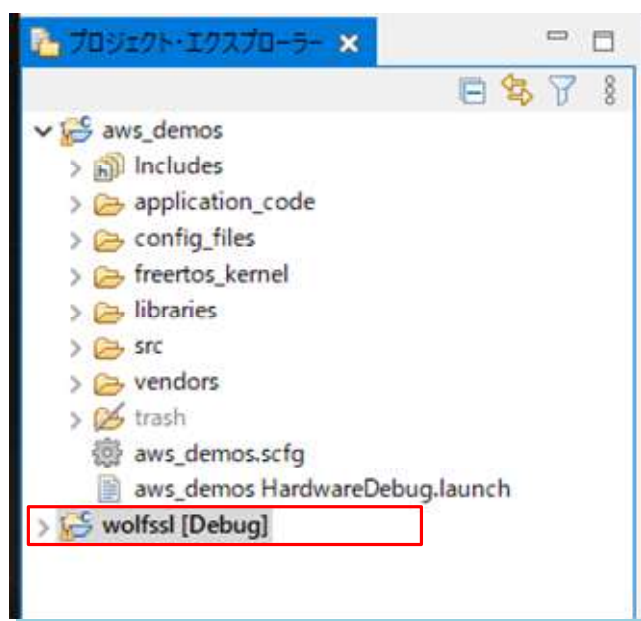 プロジェクト・エクスプローラー
aws_demos
Includes
application_code
config_files
freertos_kernel
libraries
src
vendors
trash
aws_demos.scfg
aws_demos HardwareDebug.launch
wolfssl [Debug]